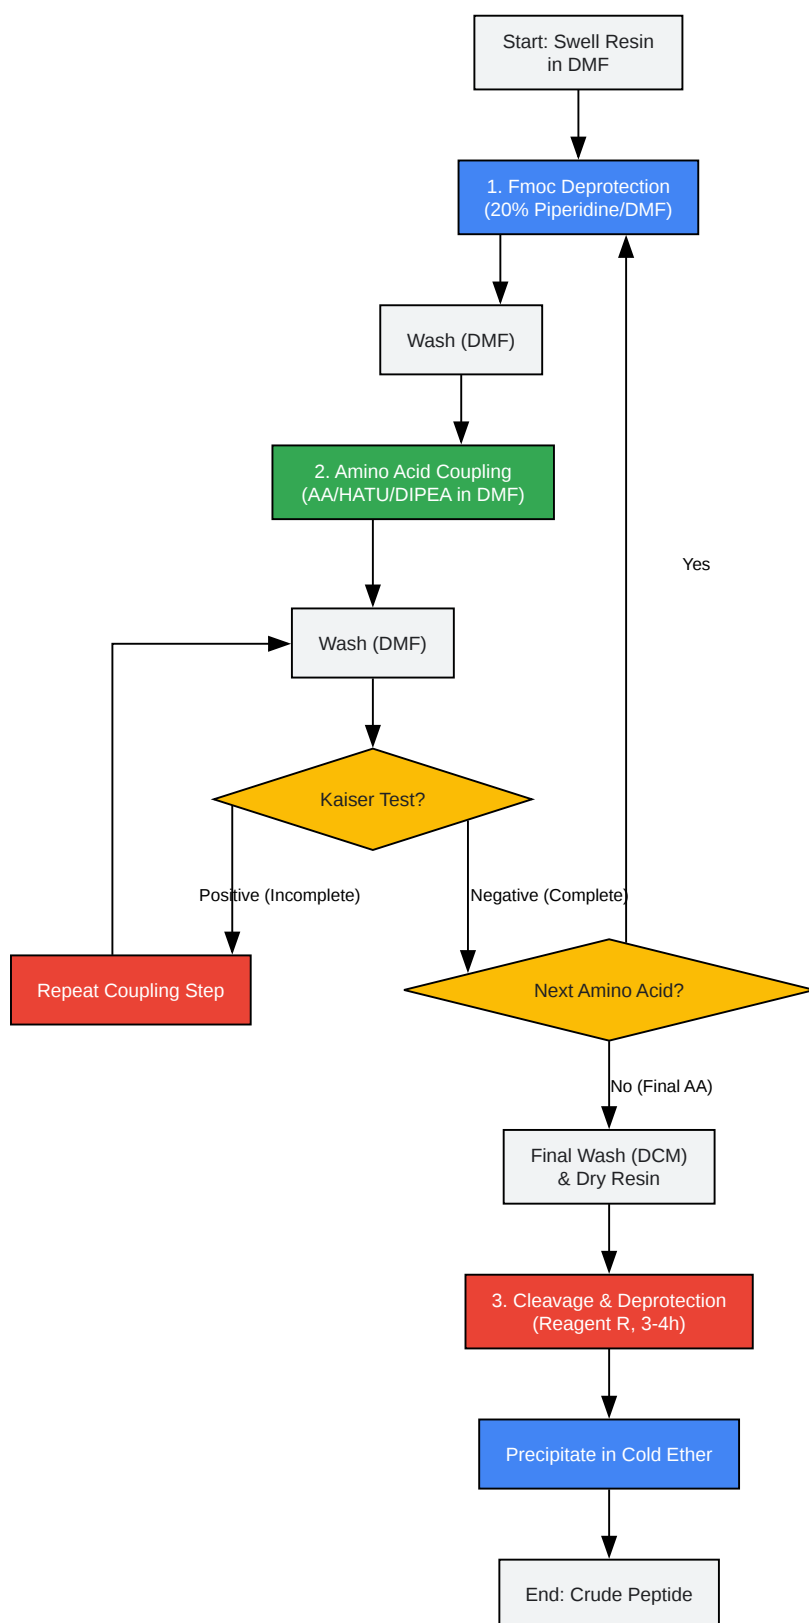 Start: Swell Resin
in DMF
1. Fmoc Deprotection
(20% Piperidine/DMF)
Wash (DMF)
2. Amino Acid Coupling
(AA/HATU/DIPEA in DMF)
Yes
Wash (DMF)
Kaiser Test?
Positive (Incomplete)
Negative (Complete)
Repeat Coupling Step
Next Amino Acid?
No (Final AA)
Final Wash (DCM)
& Dry Resin
3. Cleavage & Deprotection
(Reagent R, 3-4h)
Precipitate in Cold Ether
End: Crude Peptide